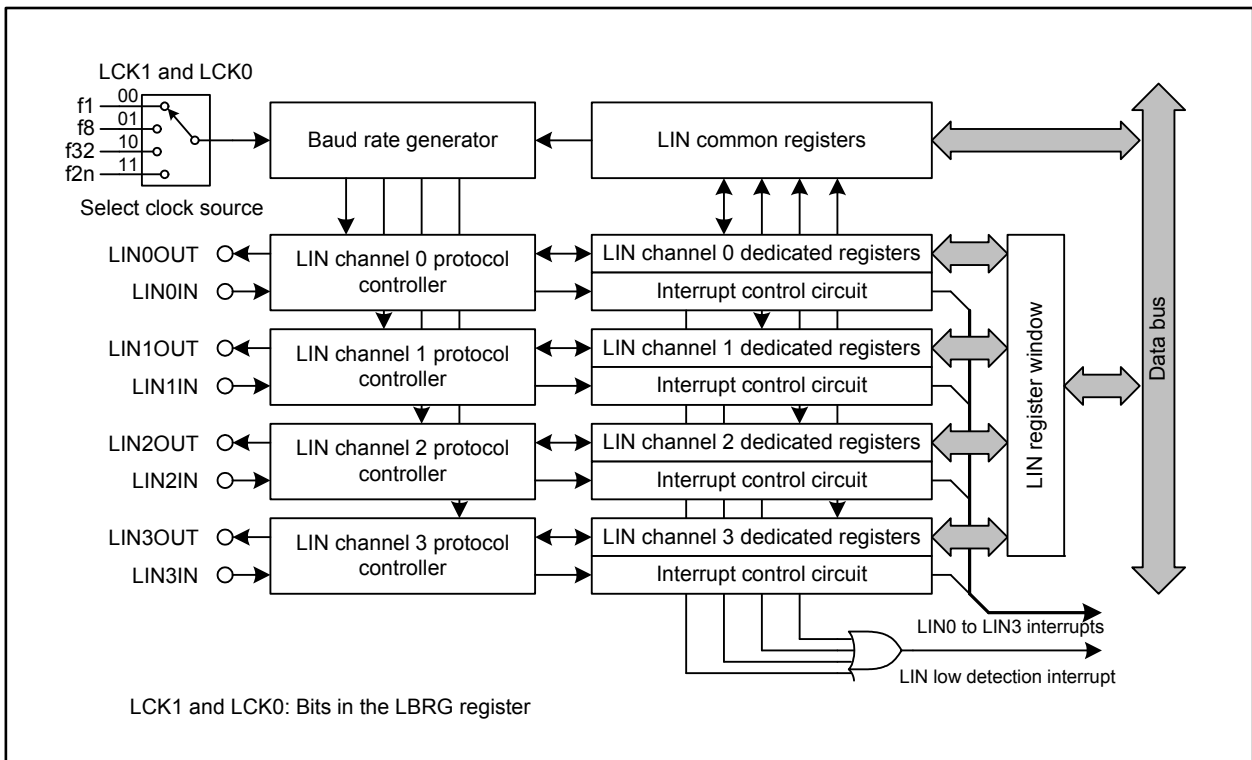 LCK1 and LCK0
f1 00
f8 01
f32 10
f2n 11
Select clock source
Baud rate generator
LIN common registers
LIN0OUT
LIN0IN
LIN channel 0 protocol
controller
LIN channel 0 dedicated registers
Interrupt control circuit
LIN1OUT
LIN1IN
LIN channel 1 protocol
controller
LIN channel 1 dedicated registers
Interrupt control circuit
LIN2OUT
LIN2IN
LIN channel 2 protocol
controller
LIN channel 2 dedicated registers
Interrupt control circuit
LIN3OUT
LIN3IN
LIN channel 3 protocol
controller
LIN channel 3 dedicated registers
Interrupt control circuit
LIN register window
Data bus
LIN0 to LIN3 interrupts
LIN low detection interrupt
LCK1 and LCK0: Bits in the LBRG register